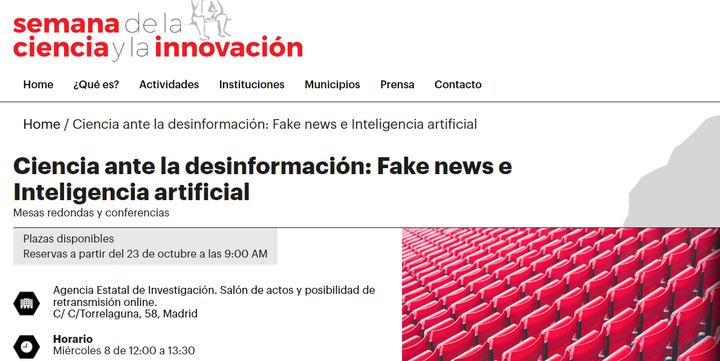 semana de la
ciencia y la innovación
Home ¿Qué es? Actividades Instituciones Municipios Prensa Contacto
Home / Ciencia ante la desinformación: Fake news e Inteligencia artificial
Ciencia ante la desinformación: Fake news e
Inteligencia artificial
Mesas redondas y conferencias
Plazas disponibles
Reservas a partir del 23 de octubre a las 9:00 AM
Agencia Estatal de Investigación. Salón de actos y posibilidad de
retransmisión online.
C/ C/Torrelaguna, 58, Madrid
Horario
Miércoles 8 de 12:00 a 13:30